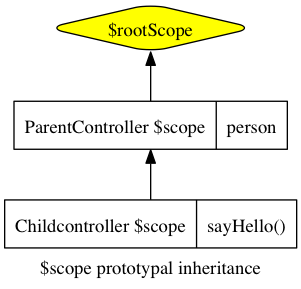 $rootScope
ParentController $scope person
Childcontroller $scope sayHello()
$scope prototypal inheritance